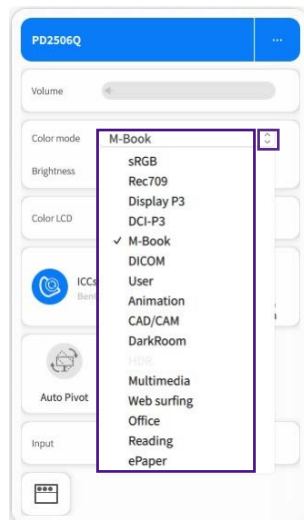 PD2506Q ...
Volume
Color mode M-Book
sRGB
Brightness
Rec709
Display P3
Color LCD
DCI-P3
✓ M-Book
DICOM
ICCs
User
Animation
CAD/CAM
DarkRoom
HDR
Multimedia
Auto Pivot
Web surfing
Office
Input
Reading
ePaper